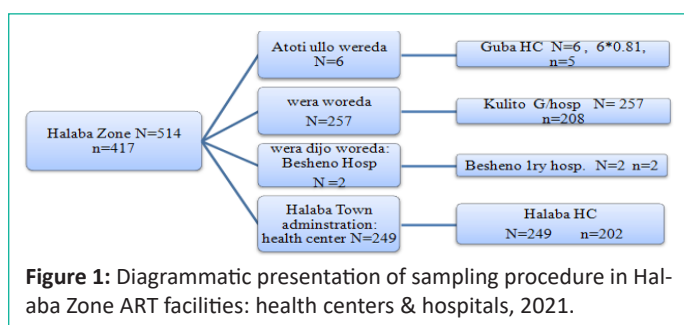 Atoti ullo wereda
N=6
Guba HC N=6 , 6*0.81,
n=5
Halaba Zone N=514
n=417
wera woreda
N=257
Kulito G/hosp N= 257
n=208
wera dijo woreda:
Besheno Hosp
N =2
Besheno 1ry hosp. N=2 n=2
Halaba Town
adminstration:
health center N=249
Halaba HC
N=249 n=202
Figure 1: Diagrammatic presentation of sampling procedure in Hal-
aba Zone ART facilities: health centers & hospitals, 2021.